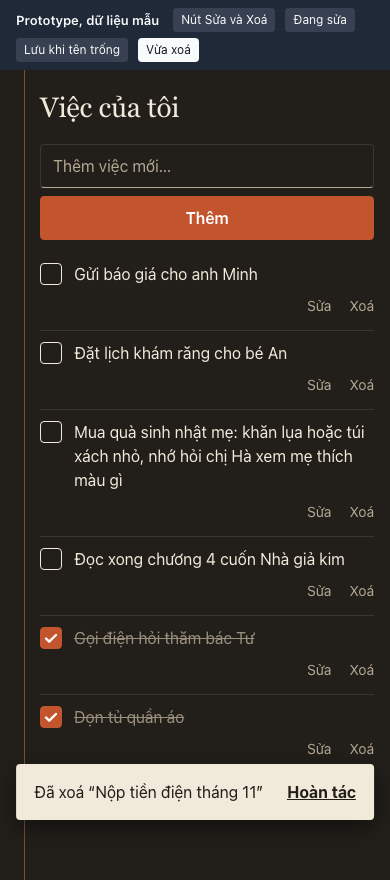 Prototype, dữ liệu mẫu
Nút Sửa và Xoá
Đang sửa
Lưu khi tên trống
Vừa xoá
Việc của tôi
Thêm việc mới...
Thêm
Gửi báo giá cho anh Minh
Sửa Xoá
Đặt lịch khám răng cho bé An
Sửa Xoá
Mua quà sinh nhật mẹ: khăn lụa hoặc túi
xách nhỏ, nhớ hỏi chị Hà xem mẹ thích
màu gì
Sửa Xoá
Đọc xong chương 4 cuốn Nhà giả kim
Sửa Xoá
Gọi điện hỏi thăm bác Tư
Sửa Xoá
Dọn tủ quần áo
Sửa Xoá
Đã xoá “Nộp tiền điện tháng 11” Hoàn tác